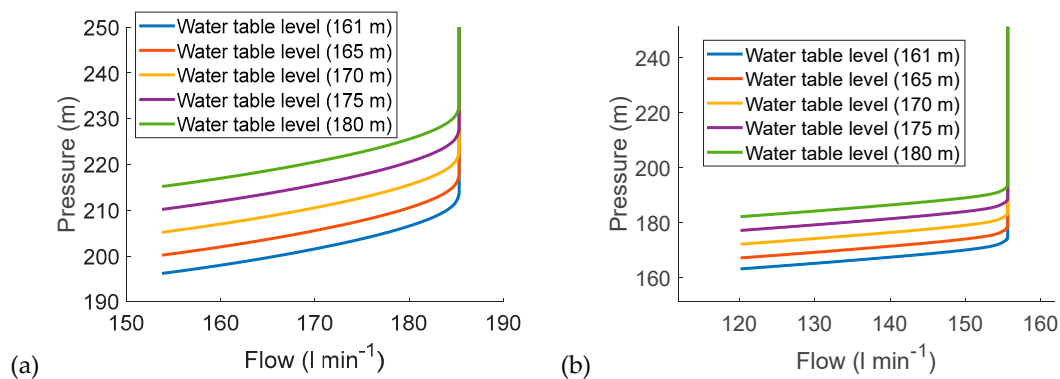 Water table level (161 m)
Water table level (165 m)
Water table level (170 m)
Water table level (175 m)
Water table level (180 m)
250
240
230
220
210
200
190
Pressure (m)
150 160 170 180 190
(a) Flow (l min⁻¹)
Water table level (161 m)
Water table level (165 m)
Water table level (170 m)
Water table level (175 m)
Water table level (180 m)
240
220
200
180
160
Pressure (m)
120 130 140 150 160
(b) Flow (l min⁻¹)